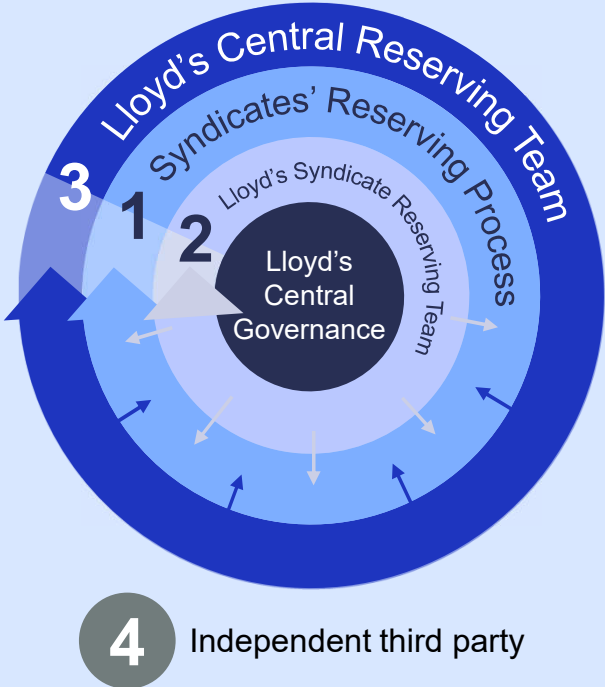 Lloyd's Central Reserving Team
Syndicates' Reserving Process
Lloyd's Syndicate Reserving Team
3
1
2
Lloyd's
Central
Governance
4
Independent third party